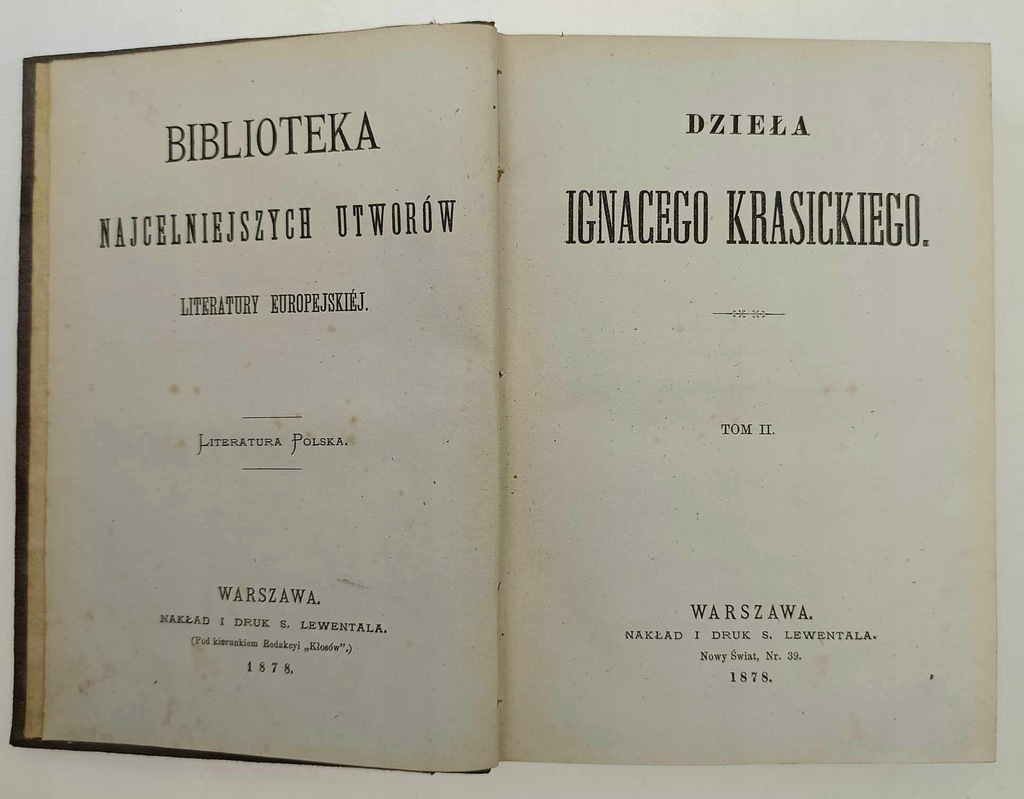 BIBLIOTEKA
NAJCELNIEJSZYCH UTWORÓW
LITERATURY EUROPEJSKIÉJ.
LITERATURA POLSKA.
WARSZAWA.
NAKŁAD I DRUK S. LEWENTALA.
(Pod kierunkiem Redakcyi „Kłosów”.)
1878.
DZIEŁA
IGNACEGO KRASICKIEGO.
TOM II.
WARSZAWA.
NAKŁAD I DRUK S. LEWENTALA.
Nowy Świat, Nr. 39.
1878.